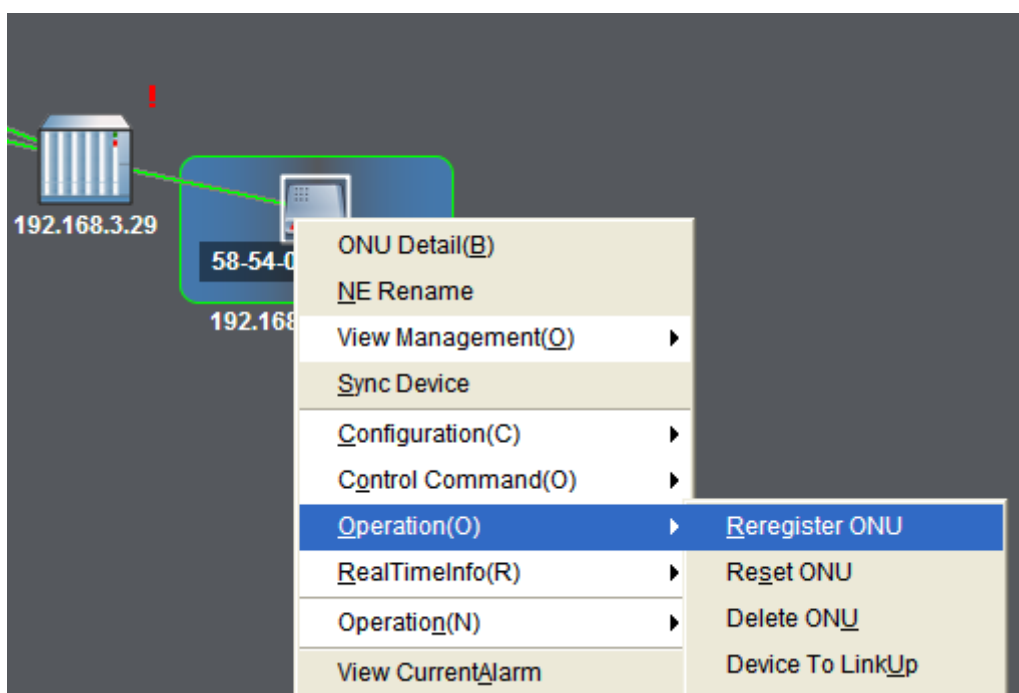 !
192.168.3.29
58-54-0
192.168
ONU Detail(B)
NE Rename
View Management(O)
Sync Device
Configuration(C)
Control Command(O)
Operation(O)
RealTimeInfo(R)
Operation(N)
View CurrentAlarm
Reregister ONU
Reset ONU
Delete ONU
Device To LinkUp